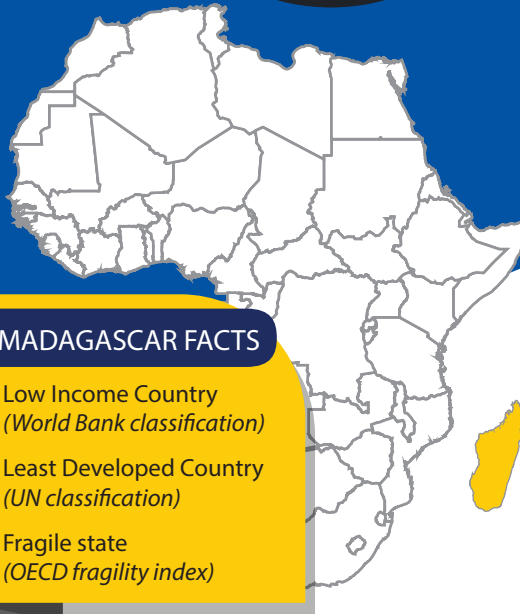 MADAGASCAR FACTS
Low Income Country
(World Bank classification)
Least Developed Country
(UN classification)
Fragile state
(OECD fragility index)